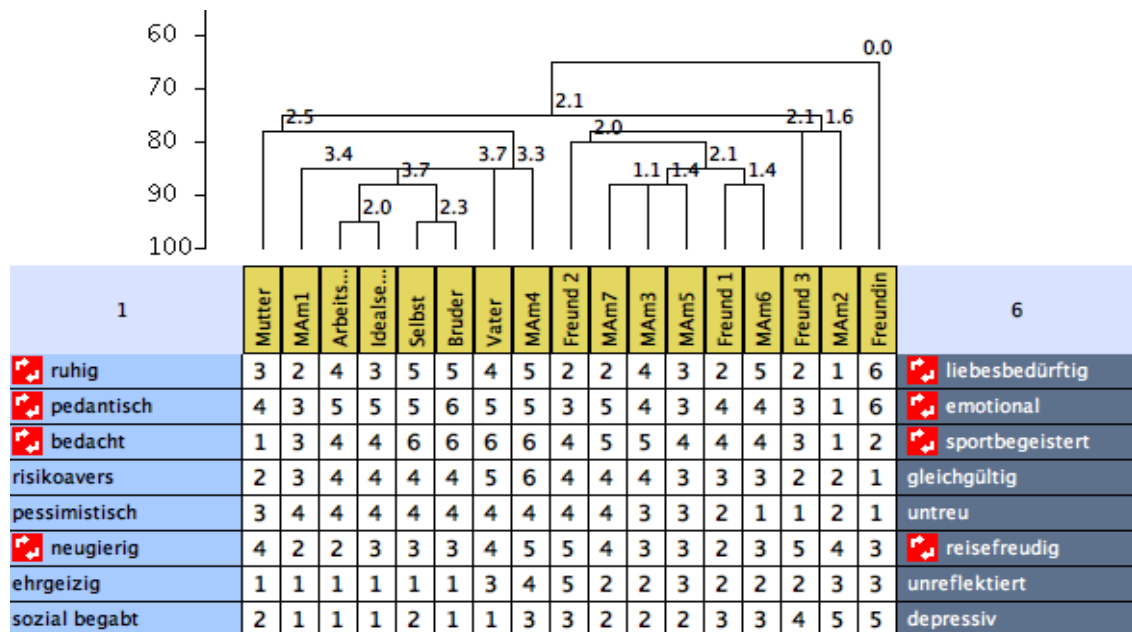 60
0.0
70
2.1
2.5 2.1 1.6
80 2.0
3.4 3.7 3.3 2.1
90 3.7 1.1 1.4 1.4
2.0 2.3
100
1 Mutter MAm1 Arbeits... Idealse... Selbst Bruder Vater MAm4 Freund 2 MAm7 MAm3 MAm5 Freund 1 MAm6 Freund 3 MAm2 Freundin 6
ruhig 3 2 4 3 5 5 4 5 2 2 4 3 2 5 2 1 6 liebesbedürftig
pedantisch 4 3 5 5 5 6 5 5 3 5 4 3 4 4 3 1 6 emotional
bedacht 1 3 4 4 6 6 6 6 4 5 5 4 4 4 3 1 2 sportbegeistert
risikoavers 2 3 4 4 4 4 5 6 4 4 4 3 3 3 2 2 1 gleichgültig
pessimistisch 3 4 4 4 4 4 4 4 4 3 3 2 1 1 2 1 untreu
neugierig 4 2 2 3 3 3 4 5 5 4 3 3 2 3 5 4 3 reisefreudig
ehrgeizig 1 1 1 1 1 1 3 4 5 2 2 3 2 2 2 3 3 unreflektiert
sozial begabt 2 1 1 1 2 1 1 3 3 2 2 2 3 3 4 5 5 depressiv